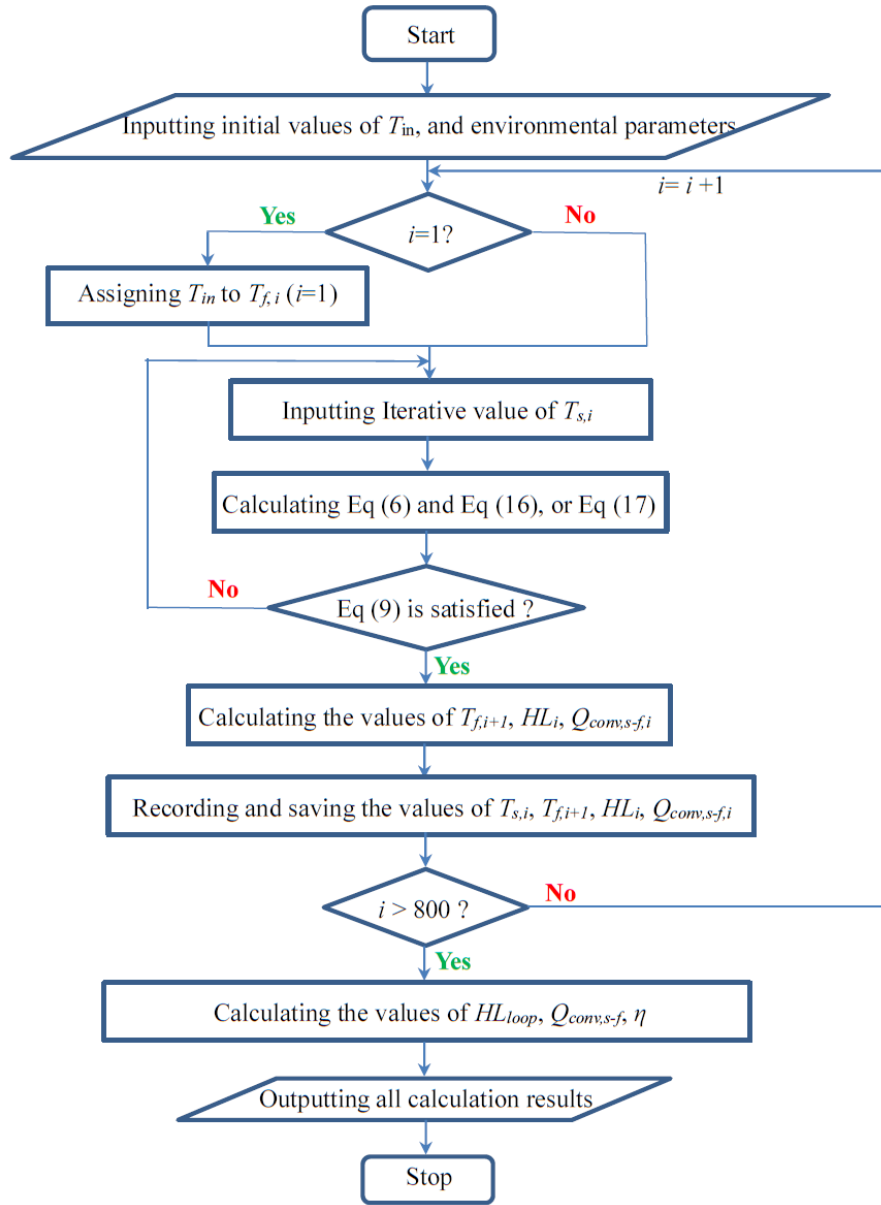 Start
Inputting initial values of Tin, and environmental parameters
i= i +1
Yes
No
i=1?
Assigning Tin to Tf, i (i=1)
Inputting Iterative value of Ts,i
Calculating Eq (6) and Eq (16), or Eq (17)
No
Eq (9) is satisfied ?
Yes
Calculating the values of Tf,i+1, HLi, Qconv,s-f,i
Recording and saving the values of Ts,i, Tf,i+1, HLi, Qconv,s-f,i
No
i > 800 ?
Yes
Calculating the values of HLloop, Qconv,s-f, η
Outputting all calculation results
Stop